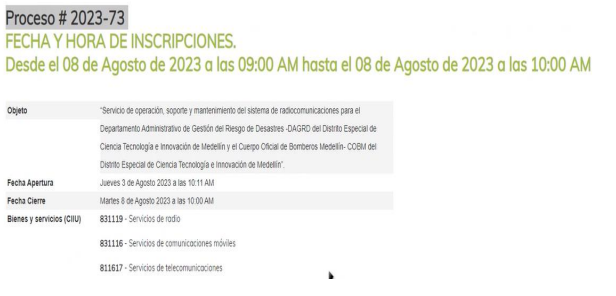 Proceso # 2023-73
FECHA Y HORA DE INSCRIPCIONES.
Desde el 08 de Agosto de 2023 a las 09:00 AM hasta el 08 de Agosto de 2023 a las 10:00 AM
Objeto "Servicio de operación, soporte y mantenimiento del sistema de radiocomunicaciones para el
Departamento Administrativo de Gestión del Riesgo de Desastres -DAGRD del Distrito Especial de
Ciencia Tecnología e Innovación de Medellín y el Cuerpo Oficial de Bomberos Medellín- COBM del
Distrito Especial de Ciencia Tecnología e Innovación de Medellín".
Fecha Apertura Jueves 3 de Agosto 2023 a las 10:11 AM
Fecha Cierre Martes 8 de Agosto 2023 a las 10:00 AM
Bienes y servicios (CIIU) 831119 - Servicios de radio
831116 - Servicios de comunicaciones móviles
811617 - Servicios de telecomunicaciones